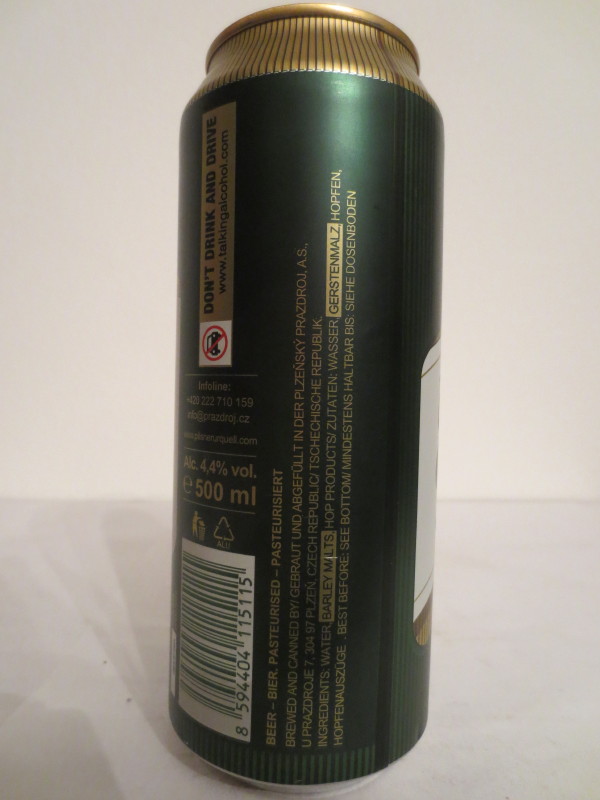 DON'T DRINK AND DRIVE
www.talkingalcohol.com
Infoline:
+420 222 710 159
info@prazdroj.cz
www.pilsnerurquell.com
Alc. 4,4% vol.
e 500 ml
ALU
8 594404 115115
BEER – BIER. PASTEURISED – PASTEURISIERT
BREWED AND CANNED BY/ GEBRAUT UND ABGEFÜLLT IN DER PLZEŇSKÝ PRAZDROJ, A.S.,
U PRAZDROJE 7, 304 97 PLZEŇ, CZECH REPUBLIC/ TSCHECHISCHE REPUBLIK.
INGREDIENTS: WATER, BARLEY MALTS, HOP PRODUCTS/ ZUTATEN: WASSER, GERSTENMALZ, HOPFEN,
HOPFENAUSZÜGE . BEST BEFORE: SEE BOTTOM/ MINDESTENS HALTBAR BIS: SIEHE DOSENBODEN